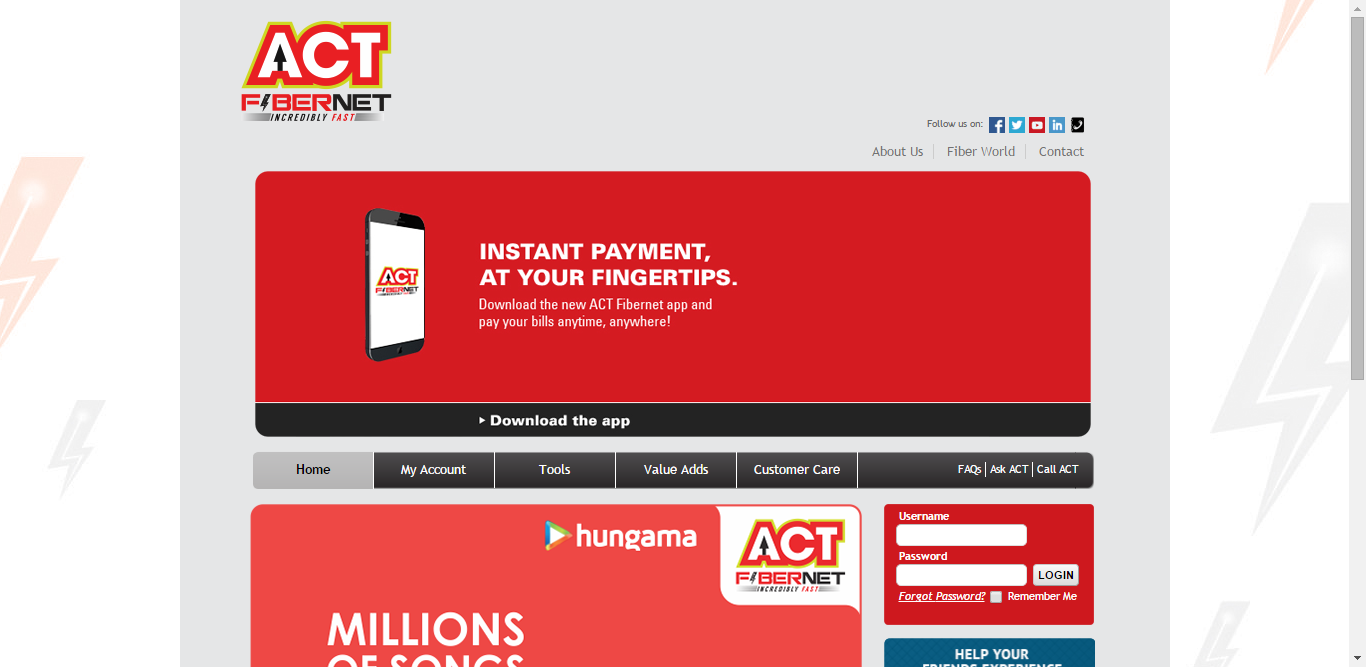 ACT
FIBERNET
INCREDIBLY FAST
Follow us on:
About Us
Fiber World
Contact
ACT
FIBERNET
INSTANT PAYMENT,
AT YOUR FINGERTIPS.
Download the new ACT Fibernet app and
pay your bills anytime, anywhere!
Download the app
Home
My Account
Tools
Value Adds
Customer Care
FAQs
Ask ACT
Call ACT
hungama
ACT
FIBERNET
INCREDIBLY FAST
MILLIONS
OF SONGS
Username
Password
LOGIN
Forgot Password?
Remember Me
HELP YOUR
FRIENDS EXPERIENCE